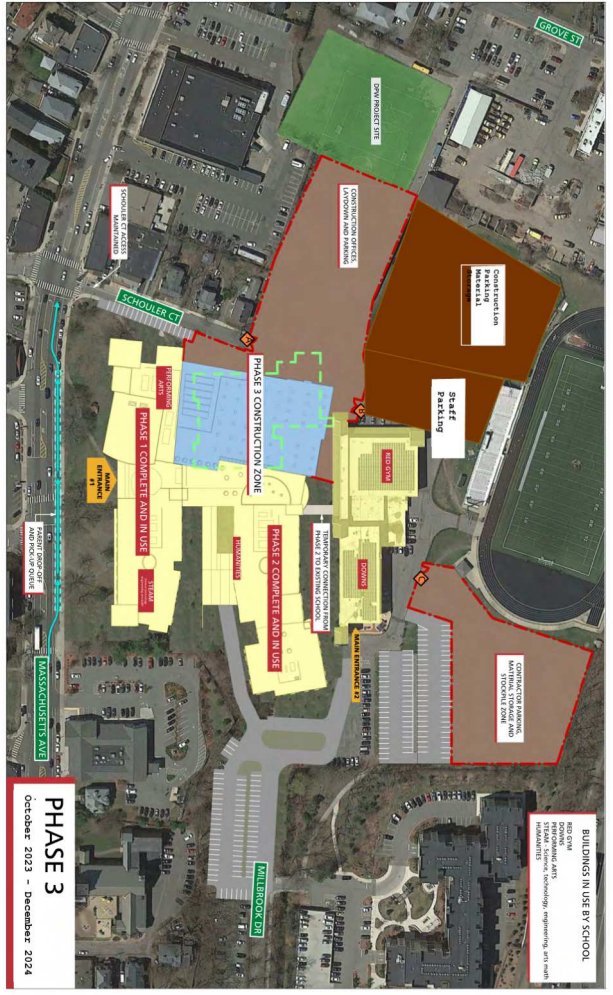 GROVE ST
DPW PROJECT SITE
CONSTRUCTION OFFICES,
LAYDOWN AND PARKING
Construction
Parking
Material
Storage
Staff
Parking
SCHOULER CT ACCESS
MAINTAINED
SCHOULER CT
PERFORMING
ARTS
PHASE 3 CONSTRUCTION ZONE
RED GYM
PHASE 1 COMPLETE AND IN USE
MAIN
ENTRANCE
#1
PARENT DROP-OFF
AND PICK-UP QUEUE
STEAM
HUMANITIES
PHASE 2 COMPLETE AND IN USE
TEMPORARY CONNECTION FROM
PHASE 2 TO EXISTING SCHOOL
DOWNS
MAIN ENTRANCE #2
CONTRACTOR PARKING,
MATERIAL STORAGE AND
STOCKPILE ZONE
MASSACHUSETTS AVE
MILLBROOK DR
BUILDINGS IN USE BY SCHOOL
RED GYM
DOWNS
PERFORMING ARTS
STEAM - Science, technology, engineering, arts math
HUMANITIES
PHASE 3
October 2023 - December 2024